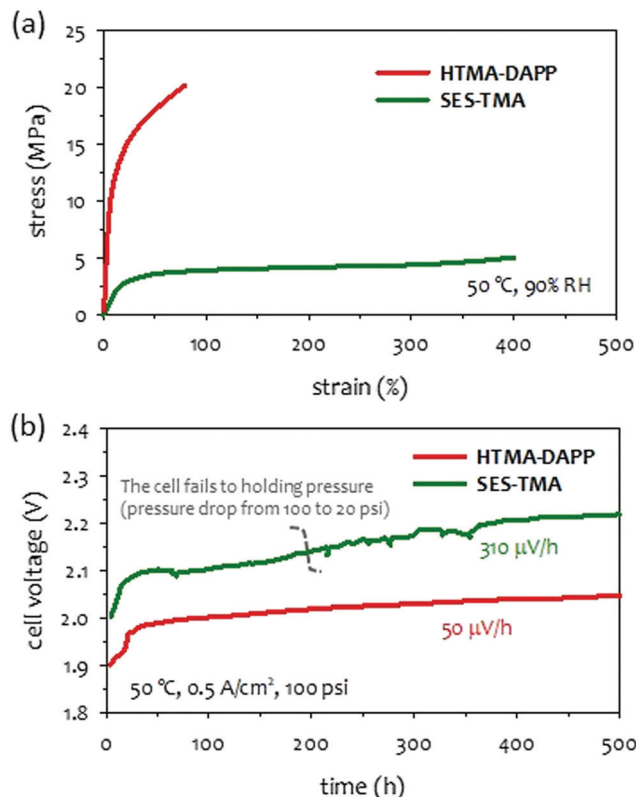 (a)
25
20
15
10
5
0
stress (MPa)
HTMA-DAPP
SES-TMA
50 °C, 90% RH
0 100 200 300 400 500
strain (%)
(b)
2.4
2.3
2.2
2.1
2.0
1.9
1.8
cell voltage (V)
HTMA-DAPP
SES-TMA
The cell fails to holding pressure
(pressure drop from 100 to 20 psi)
310 µV/h
50 µV/h
50 °C, 0.5 A/cm², 100 psi
0 100 200 300 400 500
time (h)